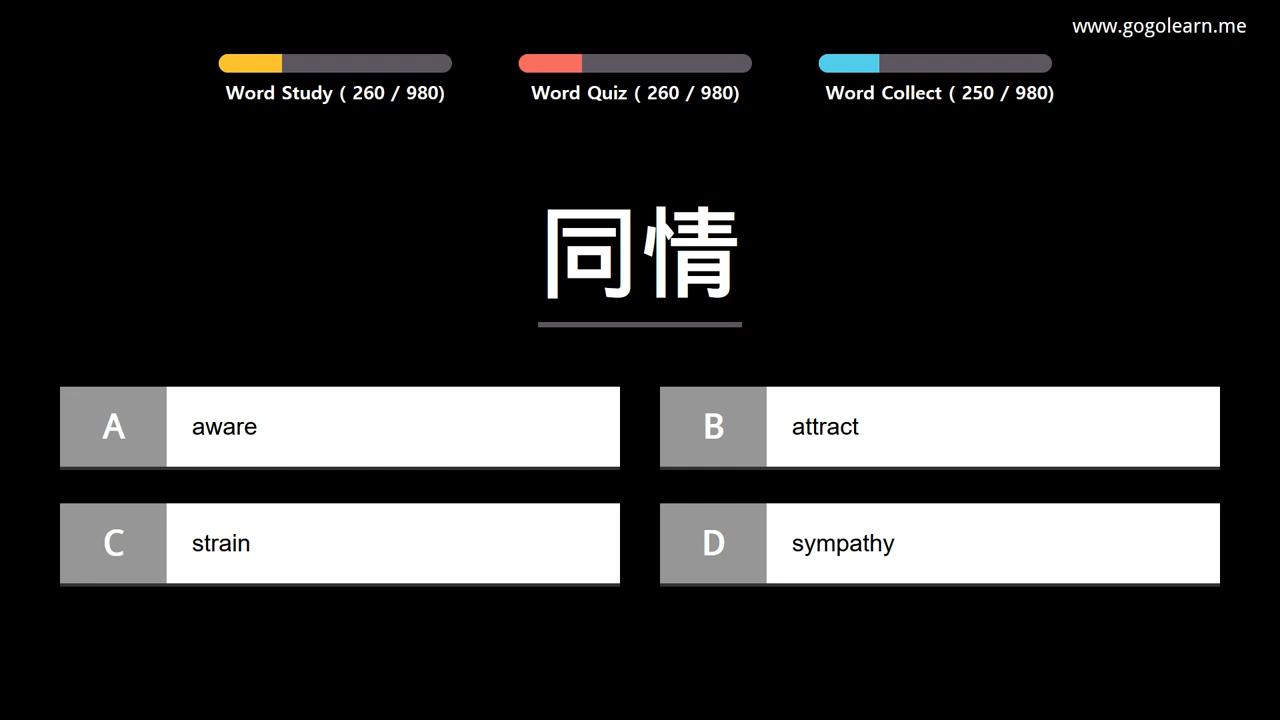 www.gogolearn.me
Word Study ( 260 / 980)
Word Quiz ( 260 / 980)
Word Collect ( 250 / 980)
同情
A aware
B attract
C strain
D sympathy